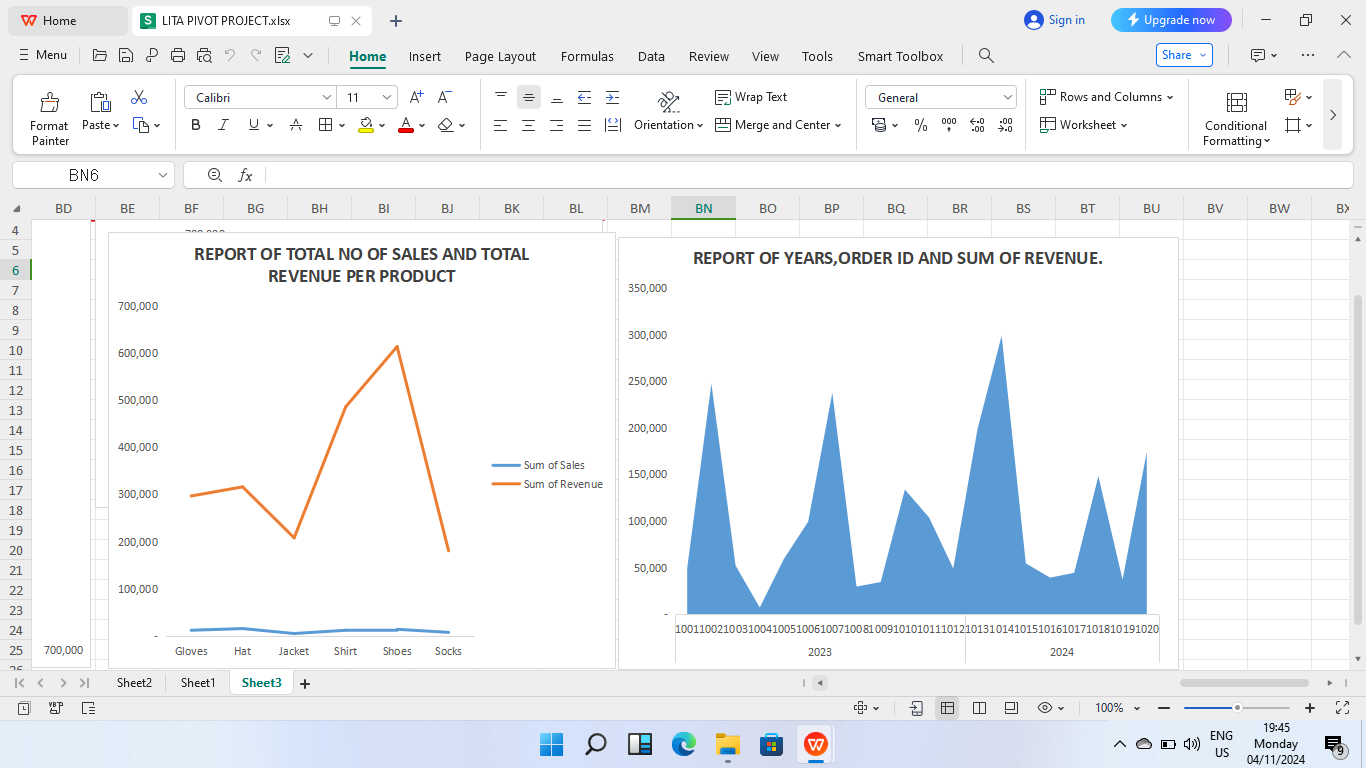 Home
LITA PIVOT PROJECT.xlsx
Sign in
Upgrade now
Menu
Home Insert Page Layout Formulas Data Review View Tools Smart Toolbox
Share
Format Painter
Paste
Calibri 11
Orientation
Wrap Text
Merge and Center
General
Rows and Columns
Worksheet
Conditional Formatting
BN6
fx
BD BE BF BG BH BI BJ BK BL BM BN BO BP BQ BR BS BT BU BV BW BX
4
5
6
7
8
9
10
11
12
13
14
15
16
17
18
19
20
21
22
23
24
25
700,000
REPORT OF TOTAL NO OF SALES AND TOTAL
REVENUE PER PRODUCT
700,000
600,000
500,000
400,000
300,000
200,000
100,000
-
Gloves Hat Jacket Shirt Shoes Socks
Sum of Sales
Sum of Revenue
REPORT OF YEARS,ORDER ID AND SUM OF REVENUE.
350,000
300,000
250,000
200,000
150,000
100,000
50,000
-
1001 1002 1003 1004 1005 1006 1007 1008 1009 1010 1011 1012 1013 1014 1015 1016 1017 1018 1019 1020
2023 2024
Sheet2 Sheet1 Sheet3
100%
ENG
US
19:45
Monday
04/11/2024
9